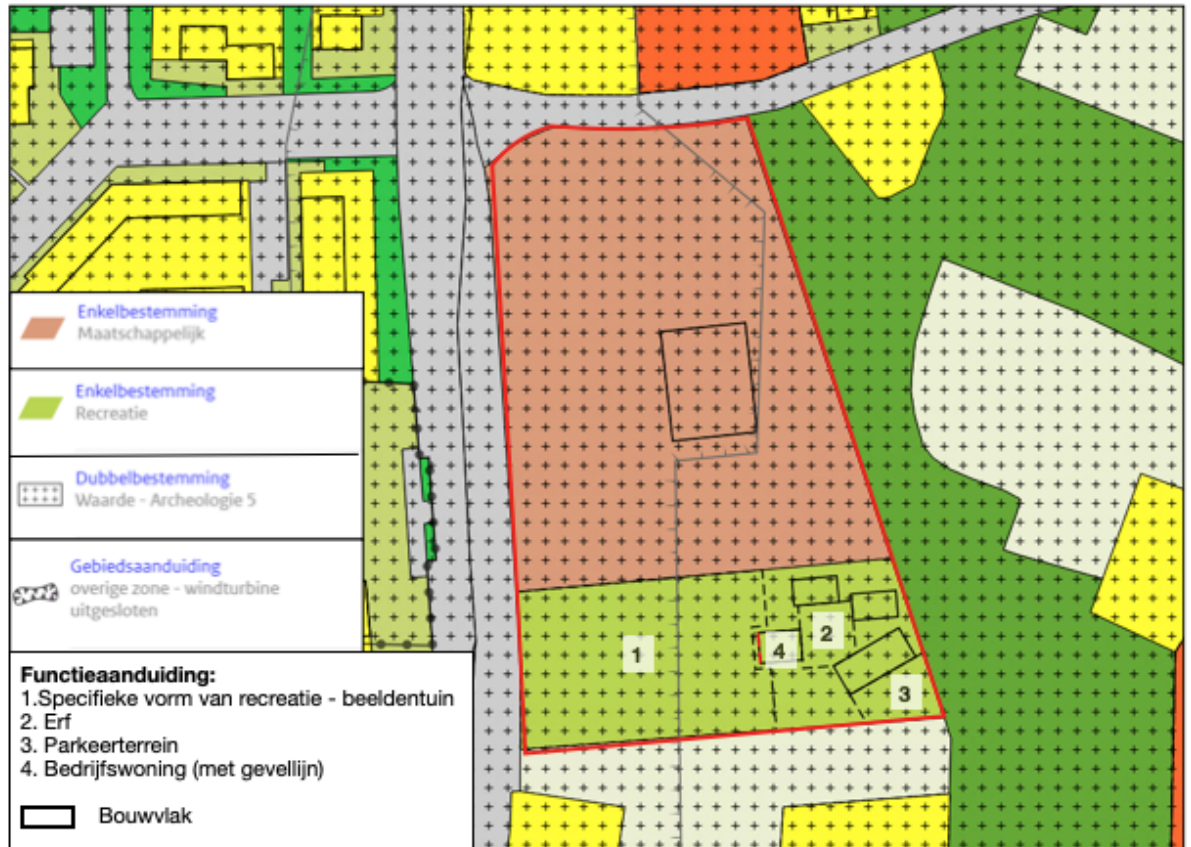 Enkelbestemming
Maatschappelijk
Enkelbestemming
Recreatie
Dubbelbestemming
Waarde - Archeologie 5
Gebiedsaanduiding
overige zone - windturbine
uitgesloten
Functieaanduiding:
1.Specifieke vorm van recreatie - beeldentuin
2. Erf
3. Parkeerterrein
4. Bedrijfswoning (met gevellijn)
Bouwvlak
1
2
4
3